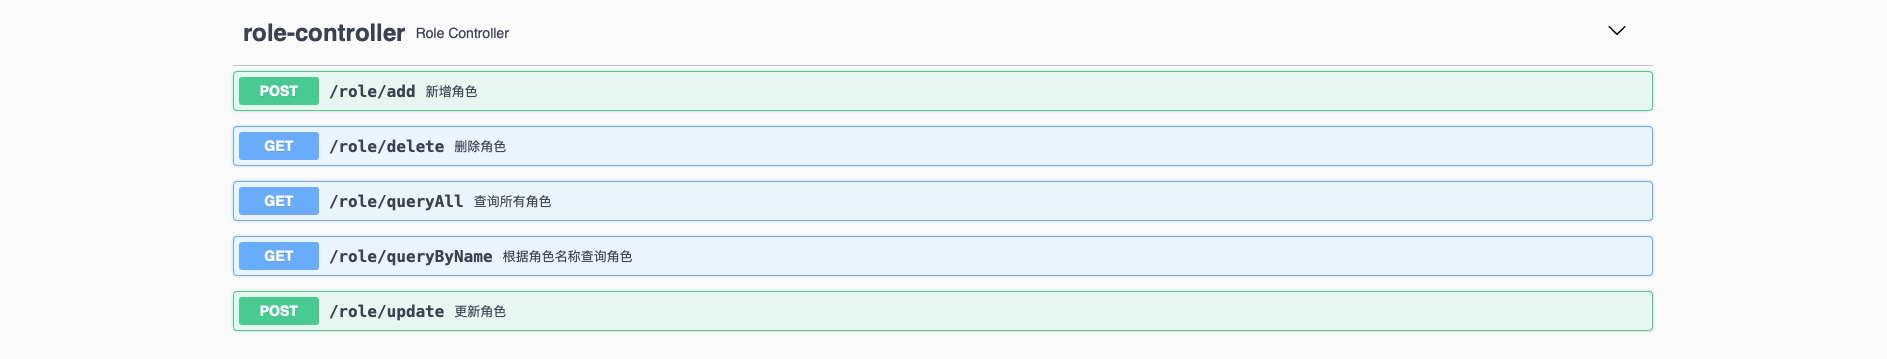 role-controller Role Controller
POST /role/add 新增角色
GET /role/delete 删除角色
GET /role/queryAll 查询所有角色
GET /role/queryByName 根据角色名称查询角色
POST /role/update 更新角色